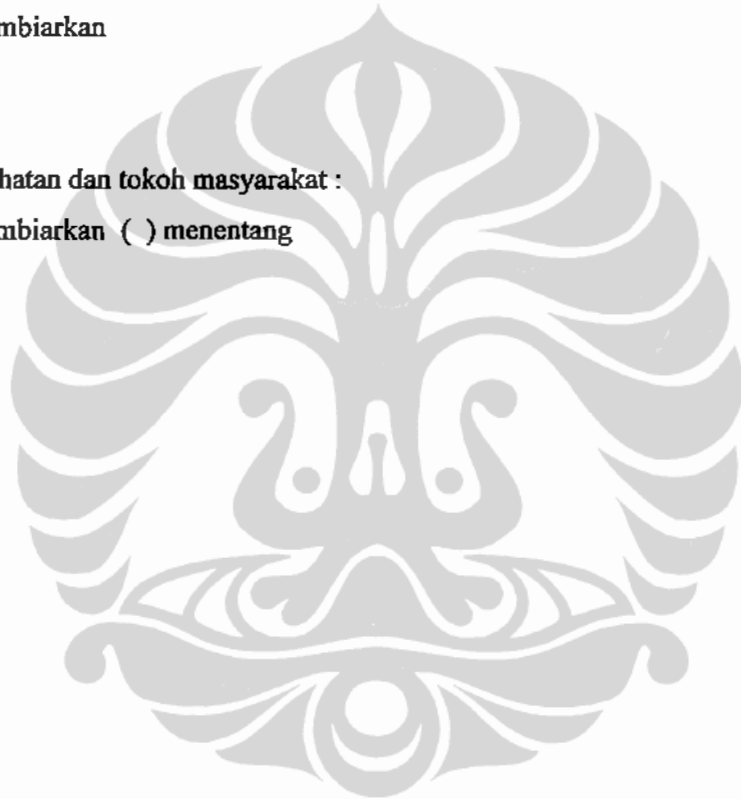 mbiarkan
hatan dan tokoh masyarakat :
mbiarkan ( ) menentang